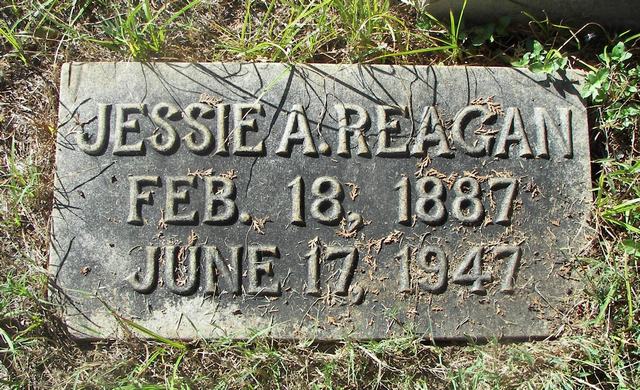 JESSIE A. REAGAN
FEB. 18, 1887
JUNE 17, 1947